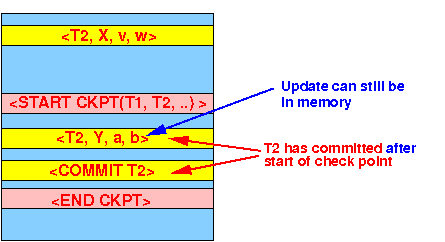 <T2, X, v, w>
<START CKPT(T1, T2, ..) >
<T2, Y, a, b>
<COMMIT T2>
<END CKPT>
Update can still be
in memory
T2 has committed after
start of check point